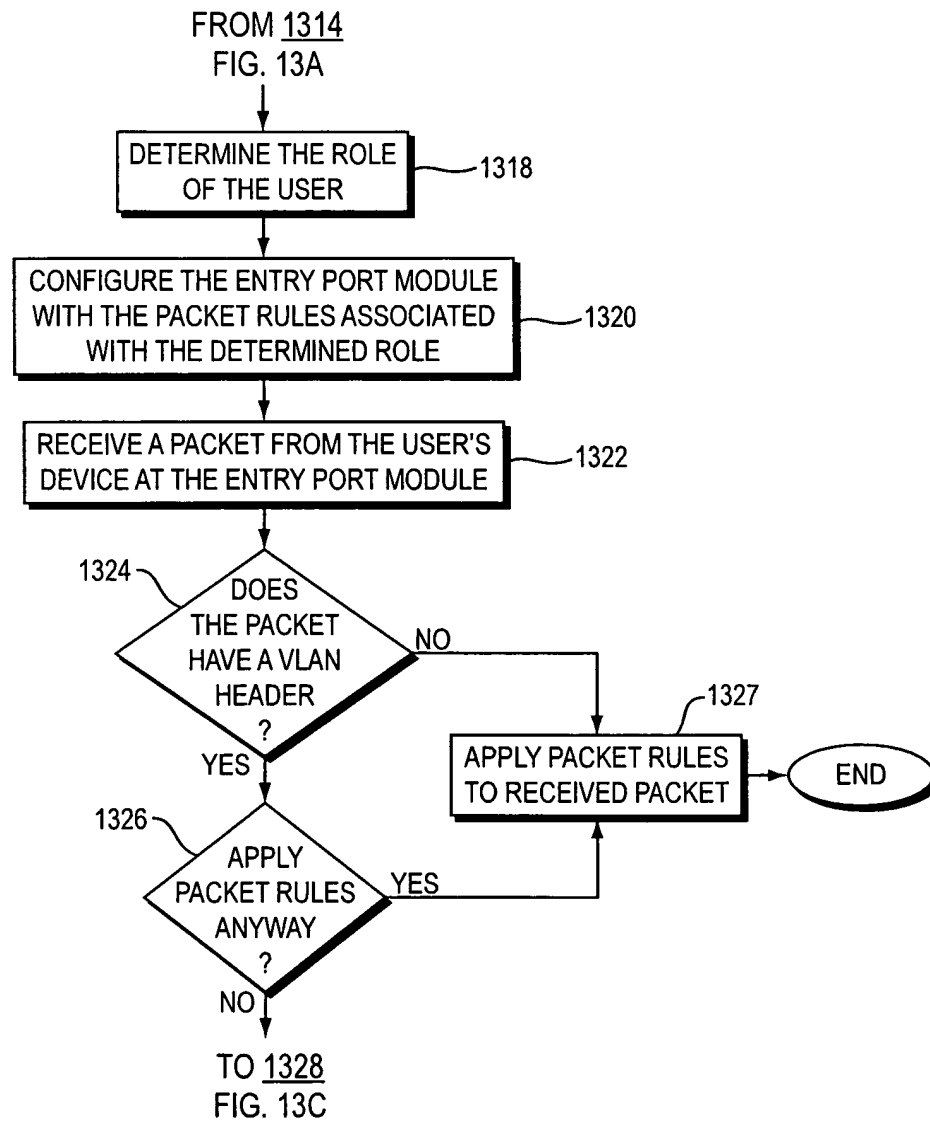 FROM 1314
FIG. 13A
DETERMINE THE ROLE
OF THE USER
1318
CONFIGURE THE ENTRY PORT MODULE
WITH THE PACKET RULES ASSOCIATED
WITH THE DETERMINED ROLE
1320
RECEIVE A PACKET FROM THE USER'S
DEVICE AT THE ENTRY PORT MODULE
1322
1324
DOES
THE PACKET
HAVE A VLAN
HEADER
?
NO
YES
1327
APPLY PACKET RULES
TO RECEIVED PACKET
END
1326
APPLY
PACKET RULES
ANYWAY
?
YES
NO
TO 1328
FIG. 13C